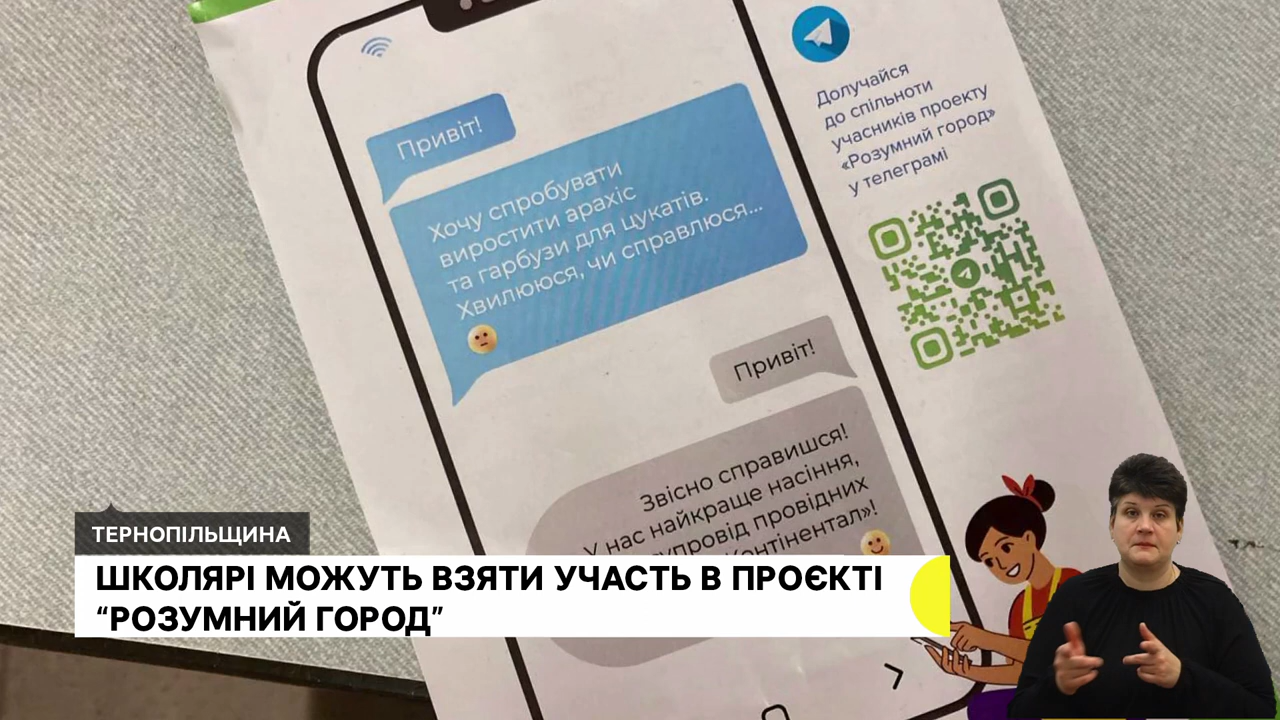 Привіт!
Хочу спробувати
виростити арахіс
та гарбузи для цукатів.
Хвилююся, чи справлюся...
Привіт!
Звісно справишся!
У нас найкраще насіння,
провідних
Контінентал»!
Долучайся
до спільноти
учасників проекту
«Розумний город»
у телеграмі
ТЕРНОПІЛЬЩИНА
ШКОЛЯРІ МОЖУТЬ ВЗЯТИ УЧАСТЬ В ПРОЄКТІ
“РОЗУМНИЙ ГОРОД”